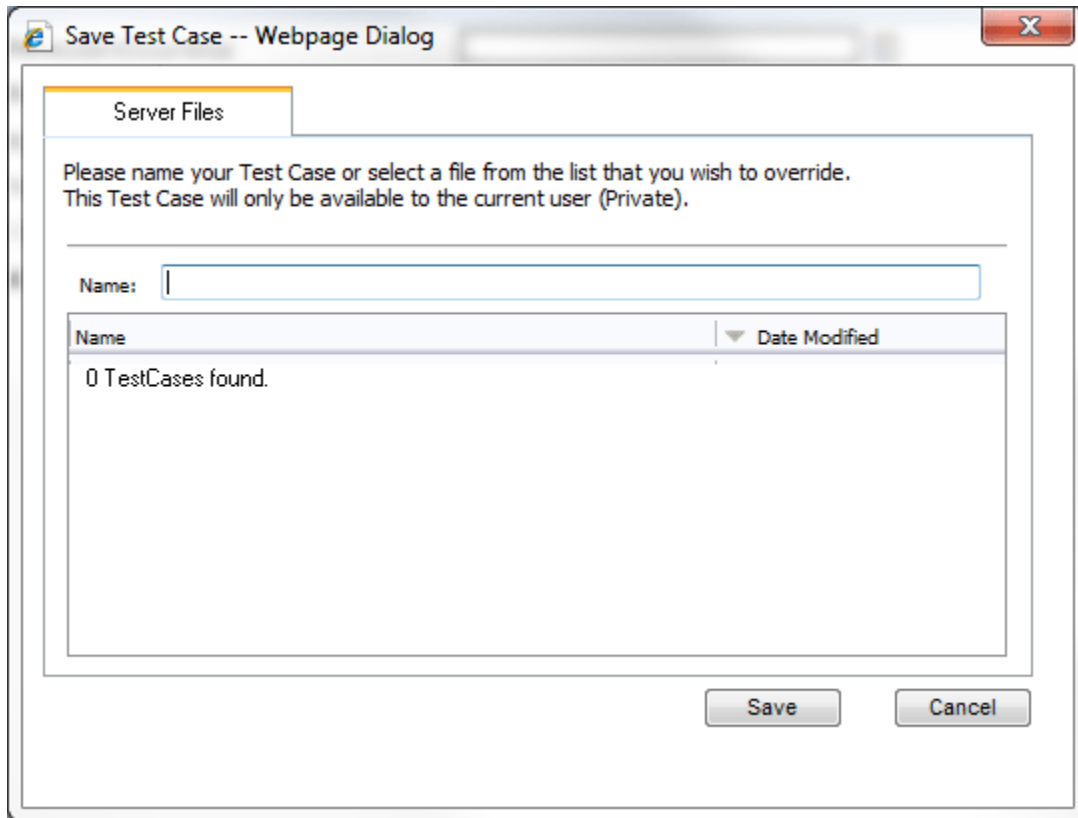 Save Test Case -- Webpage Dialog
Server Files
Please name your Test Case or select a file from the list that you wish to override.
This Test Case will only be available to the current user (Private).
Name:
Name Date Modified
0 TestCases found.
Save Cancel